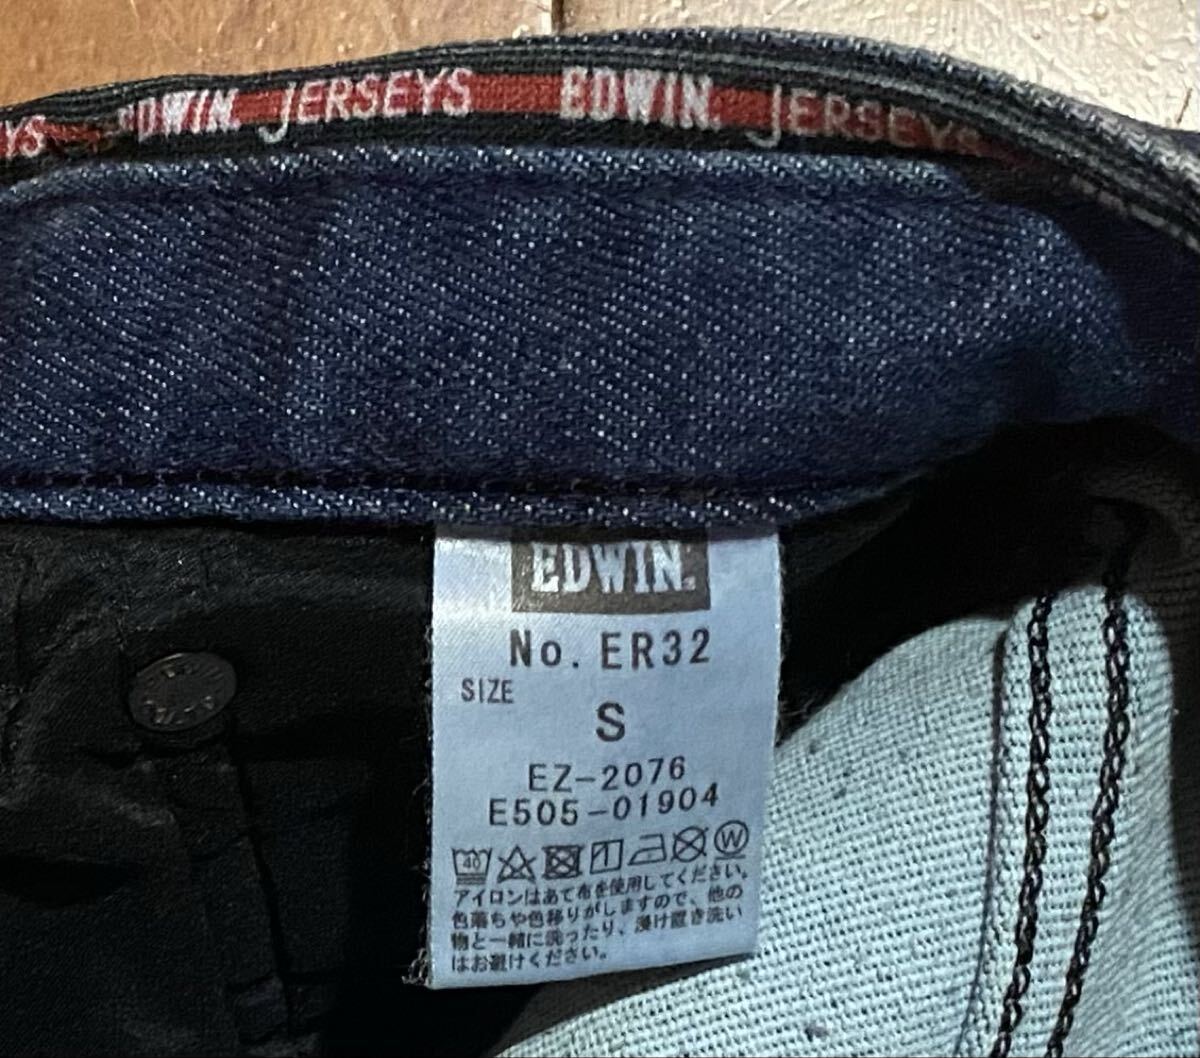 YS EDWIN. JERSEYS EDWIN. JERSEYS
EDWIN.
No. ER32
SIZE
S
EZ-2076
E505-01904
40 W
アイロンはあて布を使用してください。
色落ちや色移りがしますので、他の
物と一緒に洗ったり、浸け置き洗い
はお避けください。